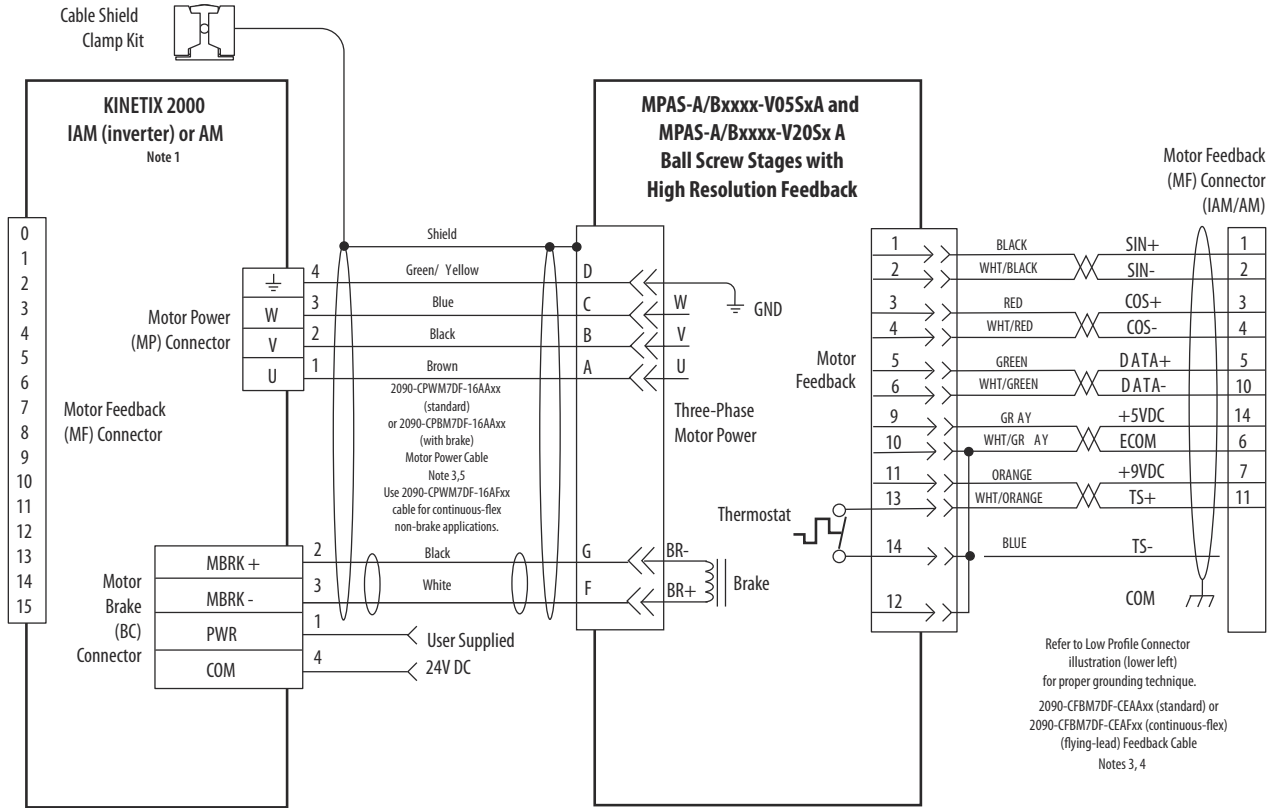 Cable Shield
Clamp Kit
KINETIX 2000
IAM (inverter) or AM
Note 1
0
1
2
3
4
5
6
7
8
9
10
11
12
13
14
15
Motor Feedback
(MF) Connector
Motor Power
(MP) Connector
W
V
U
4
3
2
1
Shield
Green/ Yellow
Blue
Black
Brown
2090-CPWM7DF-16AAxx
(standard)
or 2090-CPBM7DF-16AAxx
(with brake)
Motor Power Cable
Note 3,5
Use 2090-CPWM7DF-16AFxx
cable for continuous-flex
non-brake applications.
Motor
Brake
(BC)
Connector
MBRK +
MBRK -
PWR
COM
2
3
1
4
Black
White
User Supplied
24V DC
MPAS-A/Bxxxx-V05SxA and
MPAS-A/Bxxxx-V20Sx A
Ball Screw Stages with
High Resolution Feedback
D
C
B
A
W
V
U
GND
Three-Phase
Motor Power
G
F
BR-
BR+
Brake
Motor
Feedback
Thermostat
1
2
3
4
5
6
9
10
11
13
14
12
BLACK
WHT/BLACK
RED
WHT/RED
GREEN
WHT/GREEN
GR AY
WHT/GR AY
ORANGE
WHT/ORANGE
BLUE
SIN+
SIN-
COS+
COS-
D ATA+
D ATA-
+5VDC
ECOM
+9VDC
TS+
TS-
COM
Motor Feedback
(MF) Connector
(IAM/AM)
1
2
3
4
5
10
14
6
7
11
Refer to Low Profile Connector
illustration (lower left)
for proper grounding technique.
2090-CFBM7DF-CEAAxx (standard) or
2090-CFBM7DF-CEAFxx (continuous-flex)
(flying-lead) Feedback Cable
Notes 3, 4